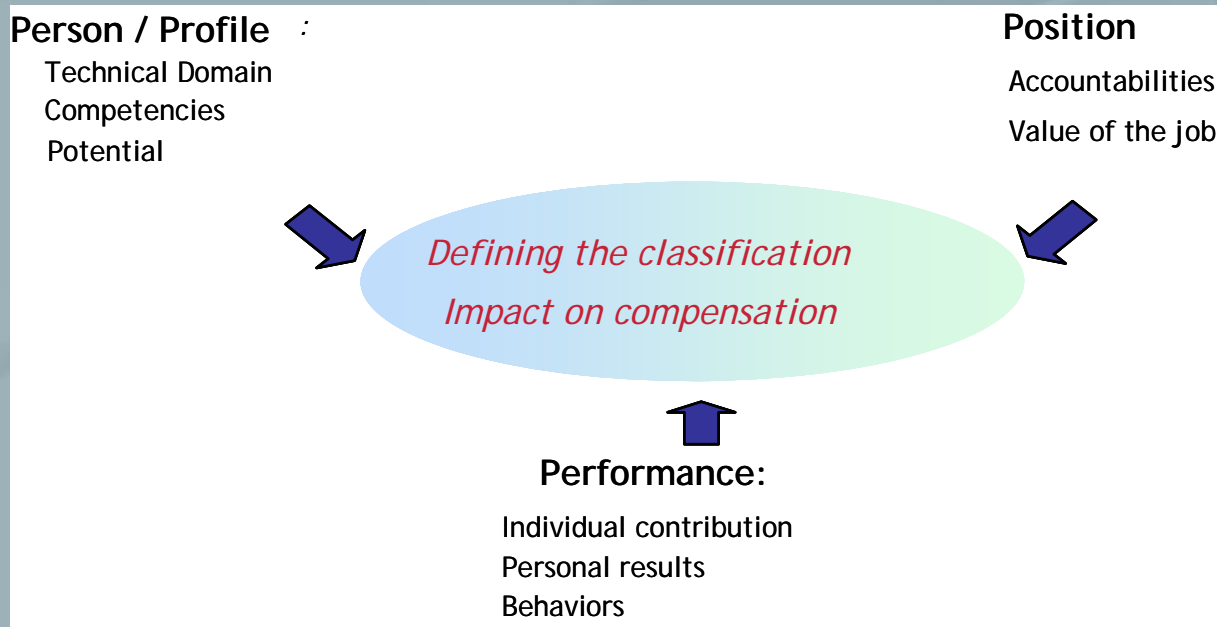 Person / Profile :
Technical Domain
Competencies
Potential
Position
Accountabilities
Value of the job
Defining the classification
Impact on compensation
Performance:
Individual contribution
Personal results
Behaviors